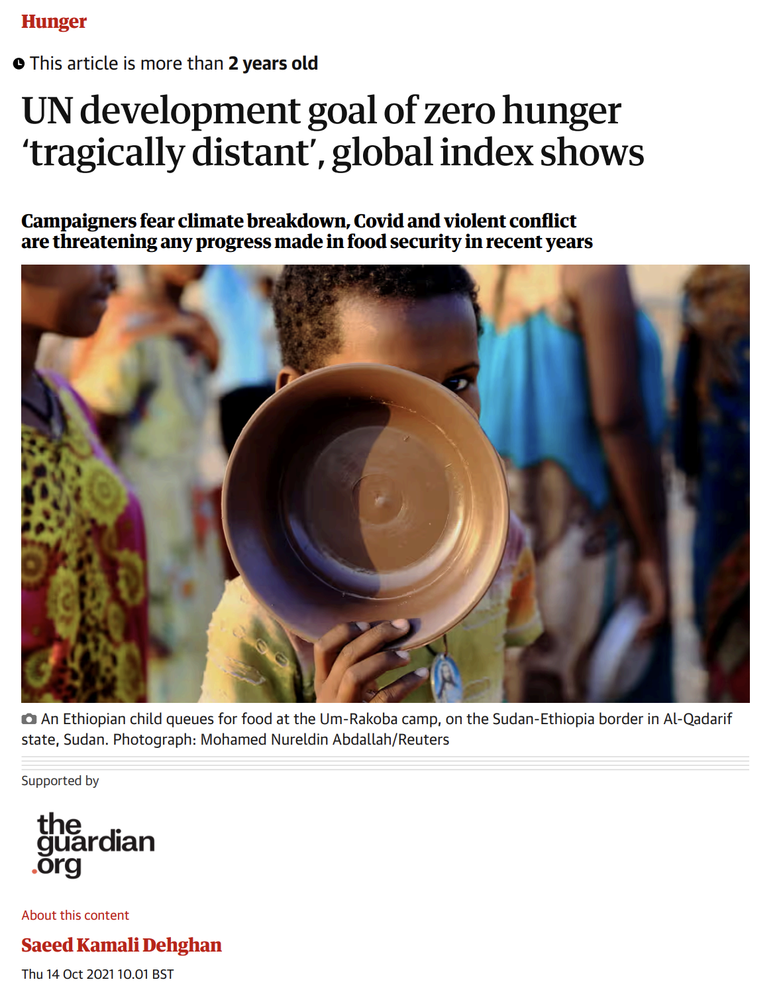 Hunger
This article is more than 2 years old
UN development goal of zero hunger
‘tragically distant’, global index shows
Campaigners fear climate breakdown, Covid and violent conflict
are threatening any progress made in food security in recent years
An Ethiopian child queues for food at the Um-Rakoba camp, on the Sudan-Ethiopia border in Al-Qadarif
state, Sudan. Photograph: Mohamed Nureldin Abdallah/Reuters
Supported by
the
guardian
.org
About this content
Saeed Kamali Dehghan
Thu 14 Oct 2021 10.01 BST